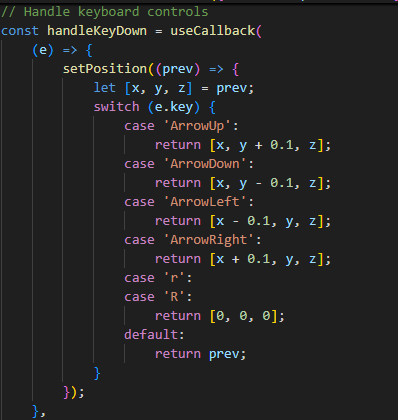 // Handle keyboard controls
const handleKeyDown = useCallback(
    (e) => {
        setPosition((prev) => {
            let [x, y, z] = prev;
            switch (e.key) {
                case 'ArrowUp':
                    return [x, y + 0.1, z];
                case 'ArrowDown':
                    return [x, y - 0.1, z];
                case 'ArrowLeft':
                    return [x - 0.1, y, z];
                case 'ArrowRight':
                    return [x + 0.1, y, z];
                case 'r':
                case 'R':
                    return [0, 0, 0];
                default:
                    return prev;
            }
        });
    },